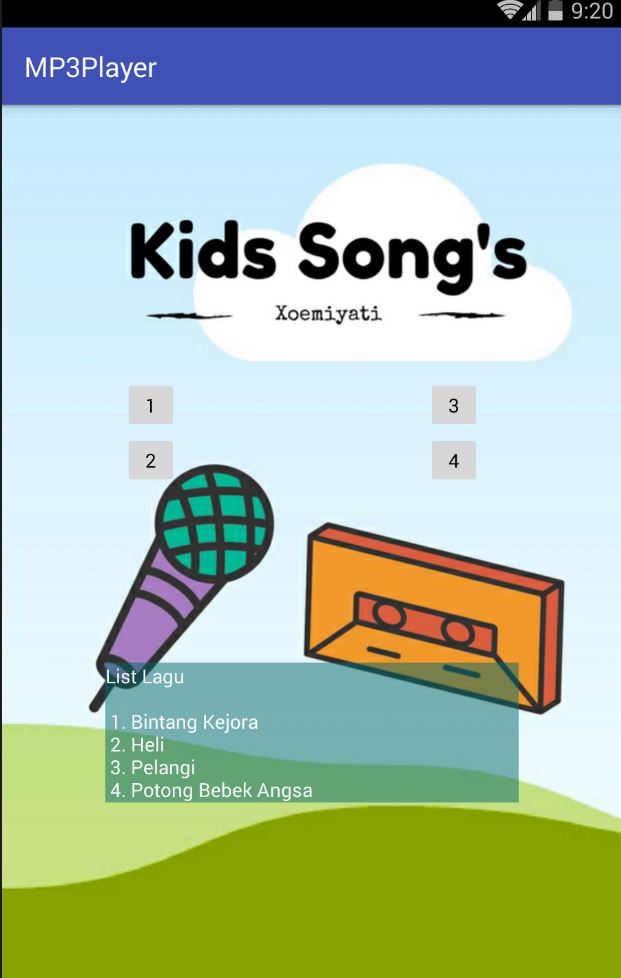 9:20
MP3Player
Kids Song's
Xoemiyati
1
3
2
4
List Lagu
1. Bintang Kejora
2. Heli
3. Pelangi
4. Potong Bebek Angsa